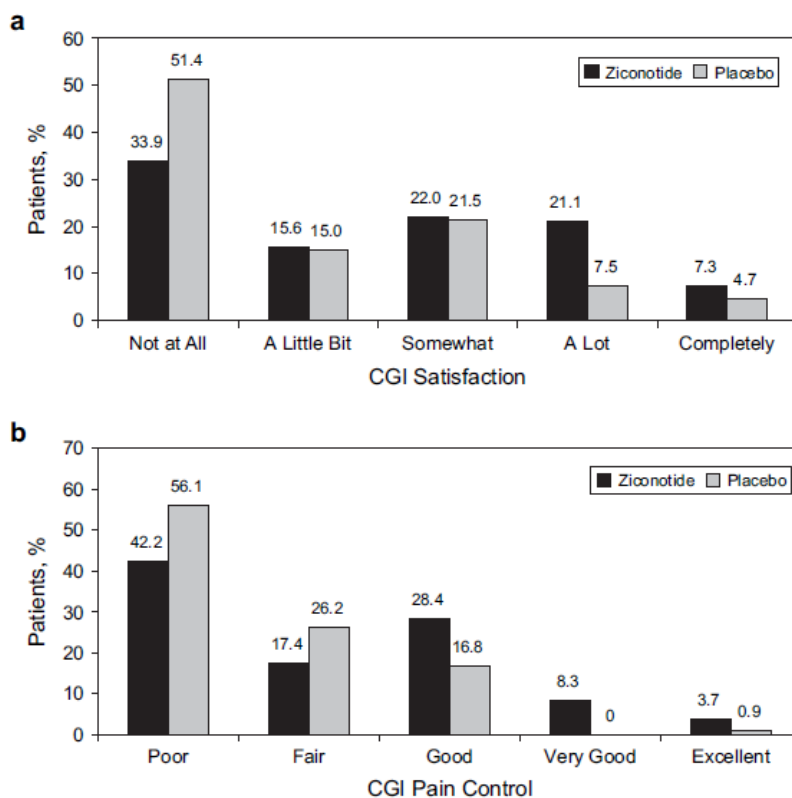 a
60
50
40
30
20
10
0
Patients, %
Ziconotide Placebo
33.9 51.4
15.6 15.0
22.0 21.5
21.1 7.5
7.3 4.7
Not at All A Little Bit Somewhat A Lot Completely
CGI Satisfaction
b
70
60
50
40
30
20
10
0
Patients, %
Ziconotide Placebo
42.2 56.1
17.4 26.2
28.4 16.8
8.3 0
3.7 0.9
Poor Fair Good Very Good Excellent
CGI Pain Control